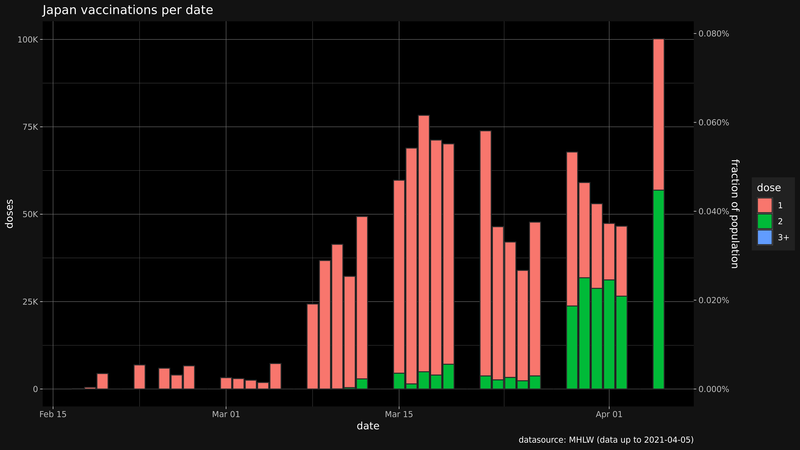 Japan vaccinations per date
100K
75K
50K
25K
0
doses
0.080%
0.060%
0.040%
0.020%
0.000%
fraction of population
dose
1
2
3+
Feb 15
Mar 01
Mar 15
Apr 01
date
datasource: MHLW (data up to 2021-04-05)